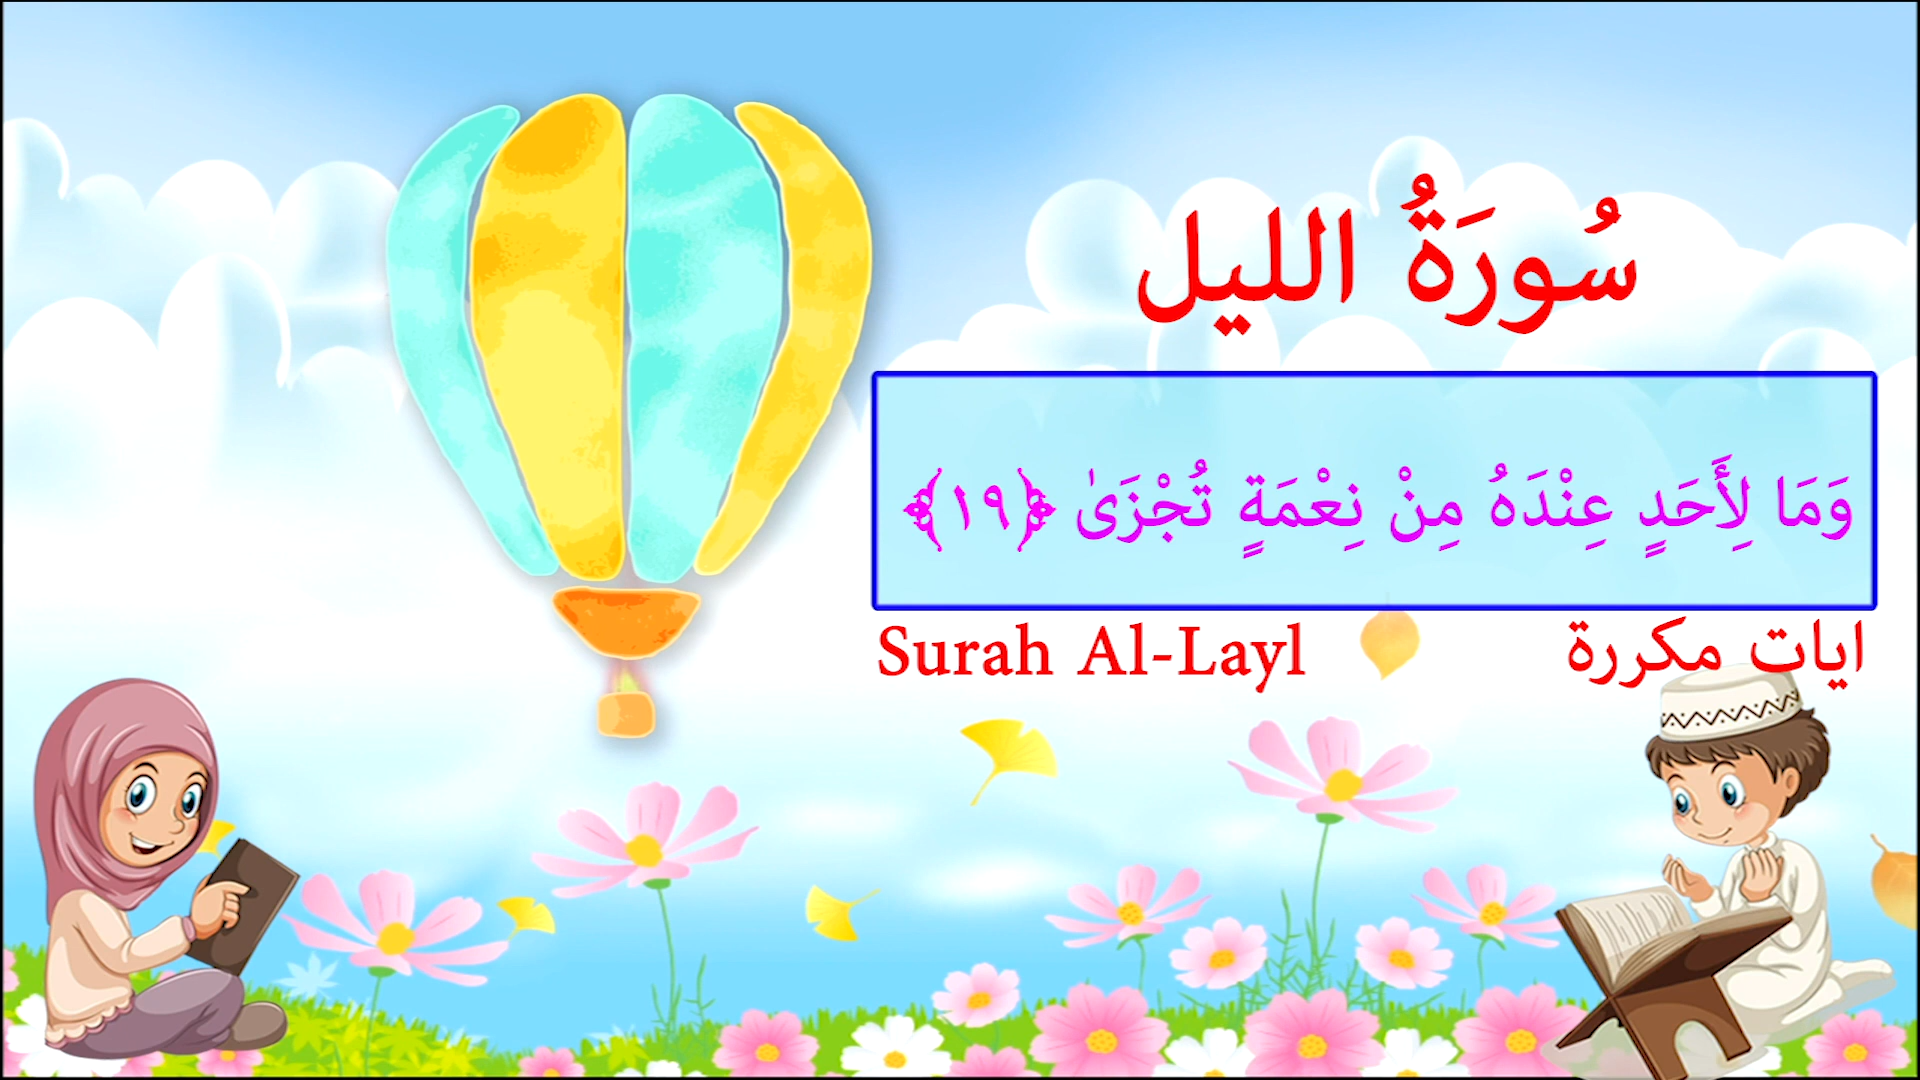 سُورَةُ الليل
وَمَا لِأَحَدٍ عِنْدَهُ مِنْ نِعْمَةٍ تُجْزَىٰ ﴿١٩﴾
Surah Al-Layl
ايات مكررة